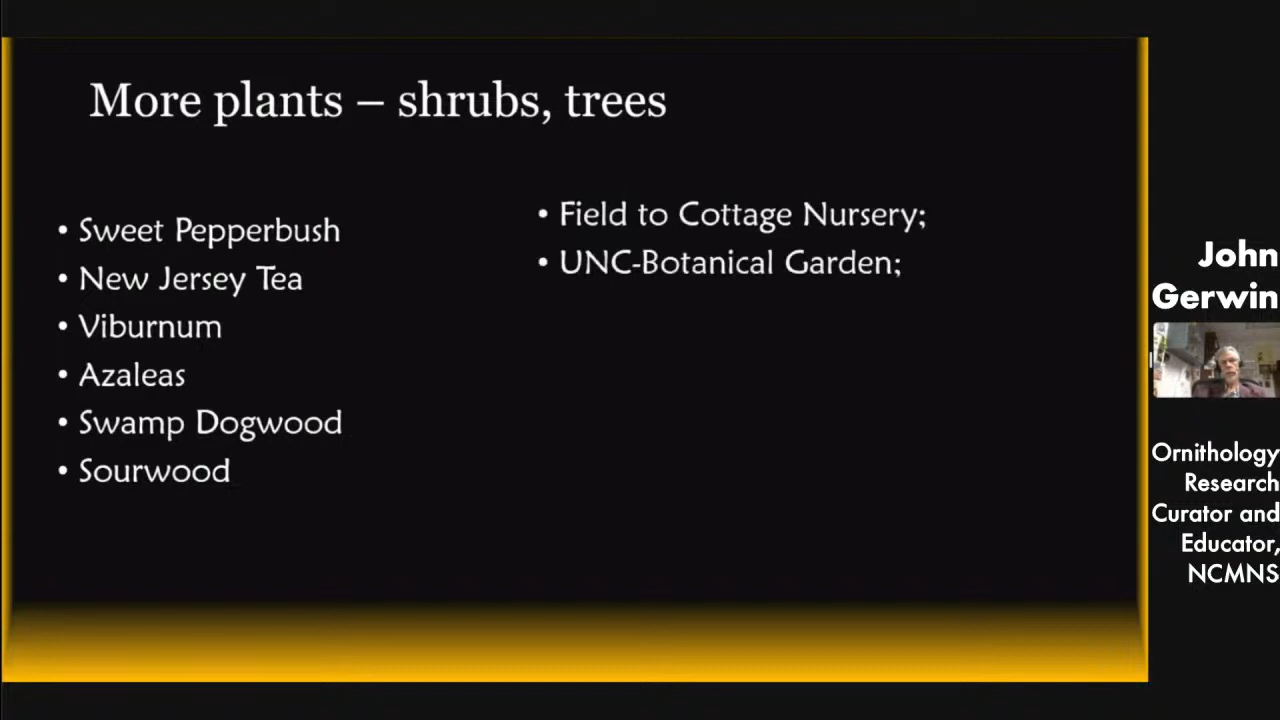 More plants – shrubs, trees
• Sweet Pepperbush
• New Jersey Tea
• Viburnum
• Azaleas
• Swamp Dogwood
• Sourwood
• Field to Cottage Nursery;
• UNC-Botanical Garden;
John
Gerwin
Ornithology
Research
Curator and
Educator,
NCMNS